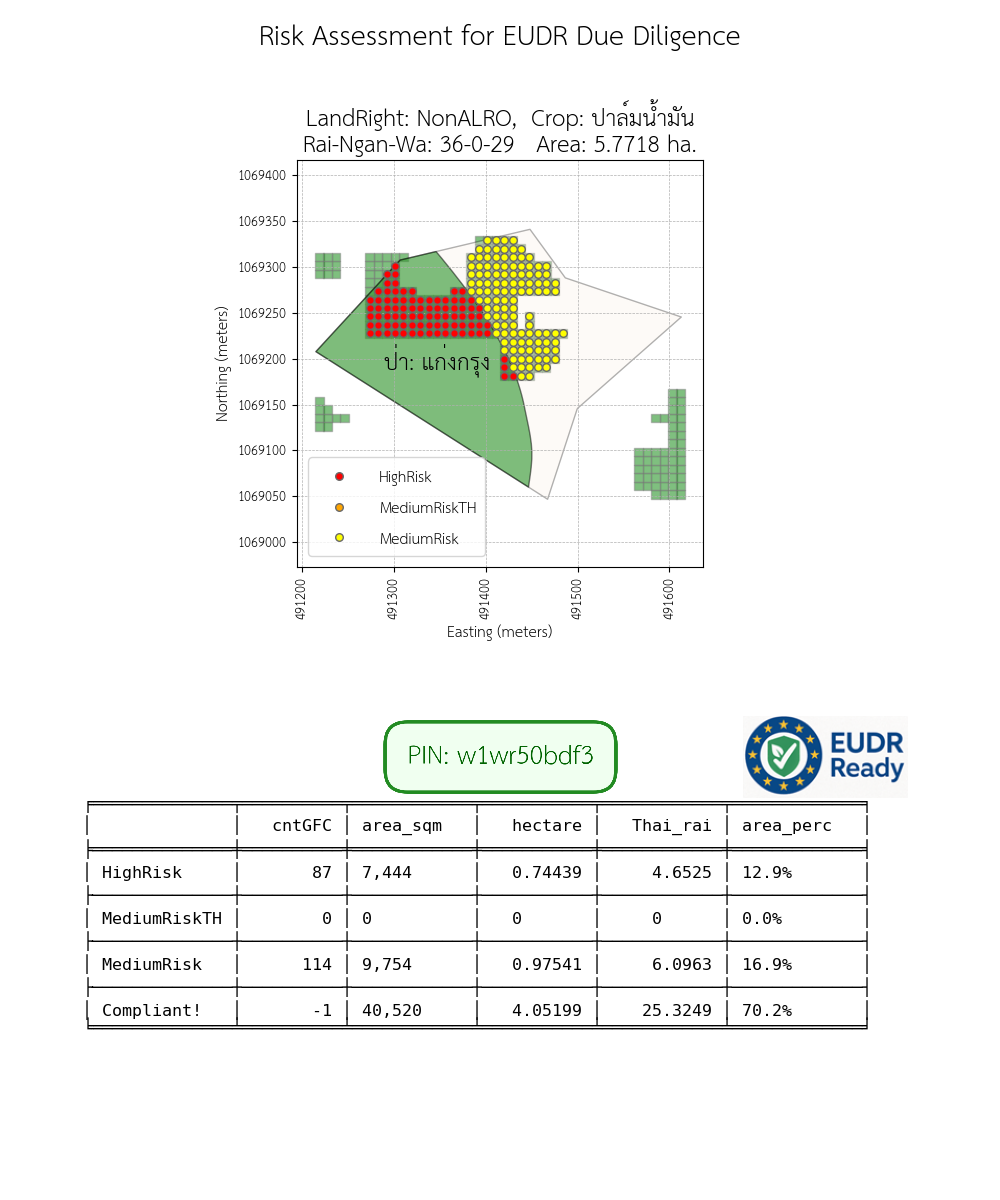 Risk Assessment for EUDR Due Diligence
LandRight: NonALRO, Crop: ปาล์มน้ำมัน
Rai-Ngan-Wa: 36-0-29 Area: 5.7718 ha.
1069400
1069350
1069300
1069250
1069200
1069150
1069100
1069050
1069000
Northing (meters)
ป่า: แก่งกรุง
HighRisk
MediumRiskTH
MediumRisk
491200
491300
491400
491500
491600
Easting (meters)
PIN: w1wr50bdf3
EUDR
Ready
cntGFC area_sqm hectare Thai_rai area_perc
HighRisk 87 7,444 0.74439 4.6525 12.9%
MediumRiskTH 0 0 0 0 0.0%
MediumRisk 114 9,754 0.97541 6.0963 16.9%
Compliant! -1 40,520 4.05199 25.3249 70.2%